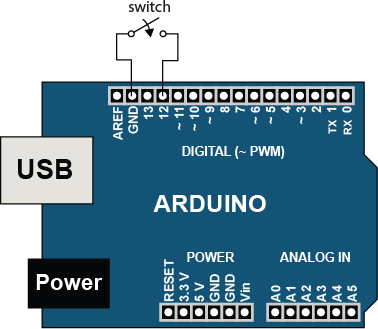 switch
AREF
GND
13
12
~ 11
~ 10
~ 9
8
7
~ 6
~ 5
4
~ 3
2
TX 1
RX 0
DIGITAL (~ PWM)
USB
ARDUINO
Power
POWER
ANALOG IN
RESET
3.3 V
5 V
GND
GND
Vin
A0
A1
A2
A3
A4
A5